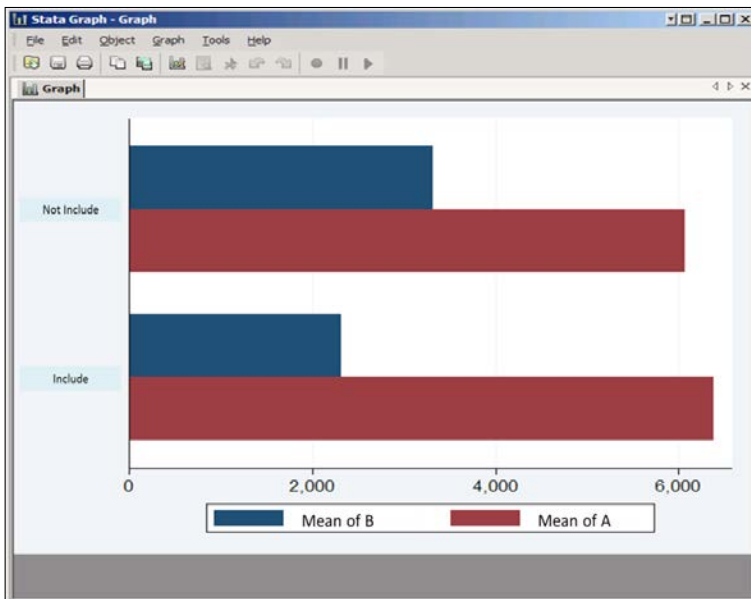 Stata Graph - Graph
File Edit Object Graph Tools Help
Graph
Not Include
Include
0 2,000 4,000 6,000
Mean of B Mean of A